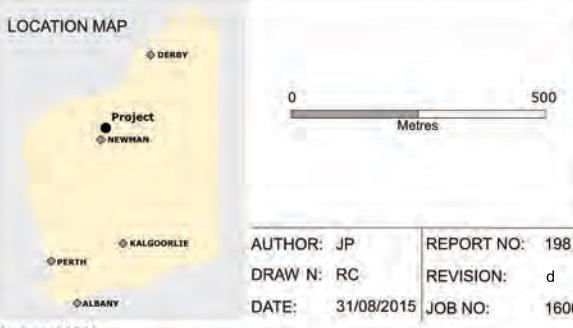 LOCATION MAP
DERBY
Project
NEWMAN
KALGOORLIE
PERTH
ALBANY
0 500
Metres
AUTHOR: JP REPORT NO: 198
DRAW N: RC REVISION: d
DATE: 31/08/2015 JOB NO: 160